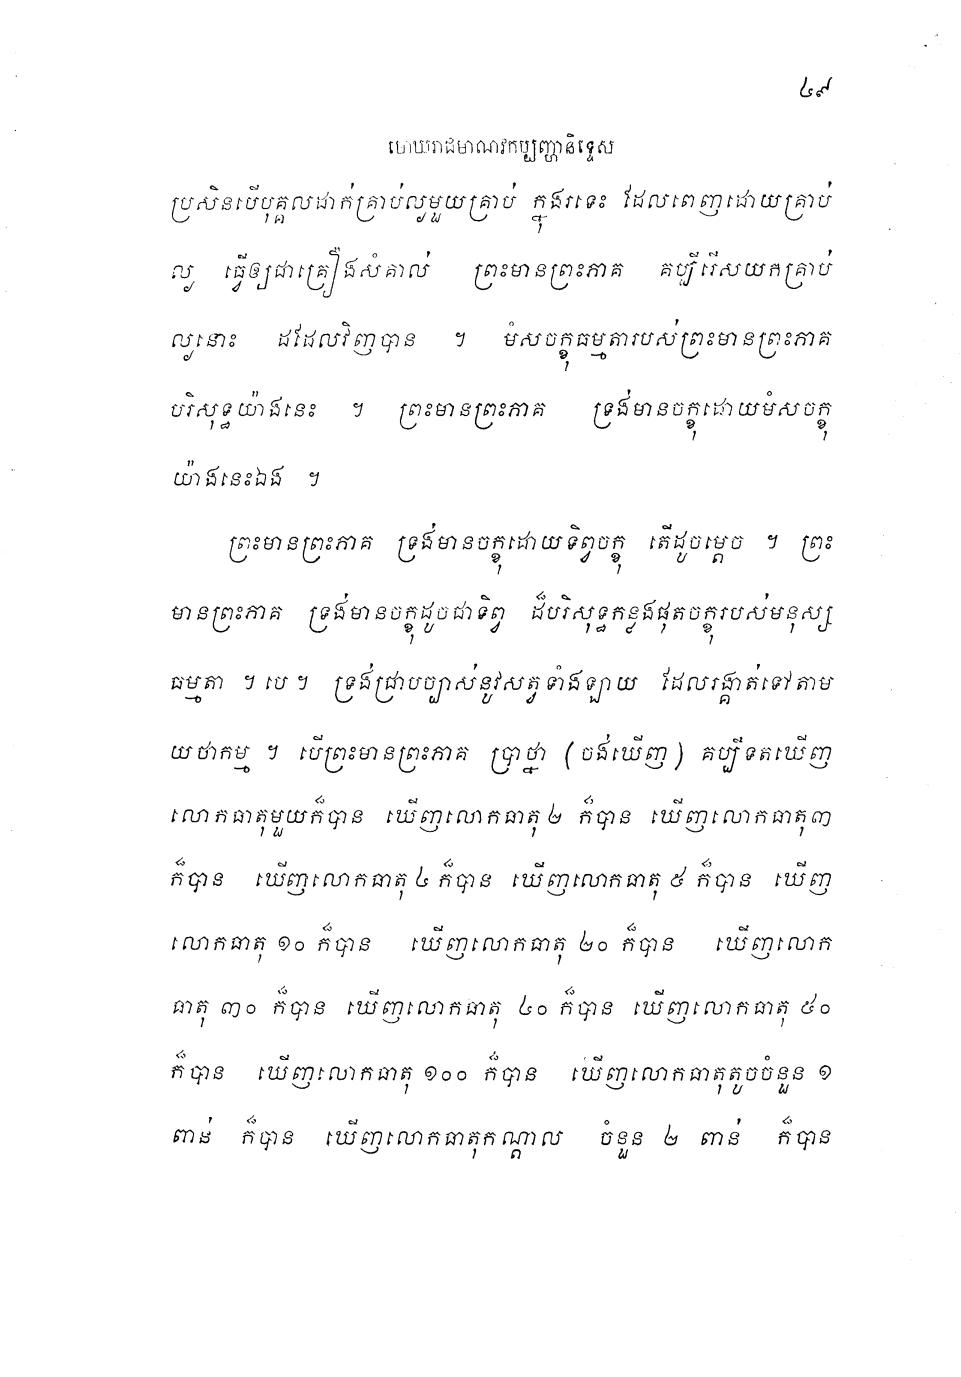 ៤៩
មោឃរាជមាណវកប្បញ្ហានិទ្ទេស
ប្រសិនបើបុគ្គលដាក់គ្រាប់ល្ងមួយគ្រាប់ ក្នុងរទេះ ដែលពេញដោយគ្រាប់
ល្ង ធ្វើឲ្យជាគ្រឿងសំគាល់ ព្រះមានព្រះភាគ គប្បីរើសយកគ្រាប់
ល្ងនោះ ដដែលវិញបាន ។ មំសចក្ខុធម្មតារបស់ព្រះមានព្រះភាគ
បរិសុទ្ធយ៉ាងនេះ ។ ព្រះមានព្រះភាគ ទ្រង់មានចក្ខុដោយមំសចក្ខុ
យ៉ាងនេះឯង ។
ព្រះមានព្រះភាគ ទ្រង់មានចក្ខុដោយទិព្វចក្ខុ តើដូចម្តេច ។ ព្រះ
មានព្រះភាគ ទ្រង់មានចក្ខុដូចជាទិព្វ ដ៏បរិសុទ្ធកន្លងផុតចក្ខុរបស់មនុស្ស
ធម្មតា ។ បេ ។ ទ្រង់ជ្រាបច្បាស់នូវសត្វទាំងឡាយ ដែលរង្គាត់ទៅតាម
យថាកម្ម ។ បើព្រះមានព្រះភាគ ប្រាថ្នា (ចង់ឃើញ) គប្បីទតឃើញ
លោកធាតុមួយក៏បាន ឃើញលោកធាតុ ២ ក៏បាន ឃើញលោកធាតុ៣
ក៏បាន ឃើញលោកធាតុ ៤ ក៏បាន ឃើញលោកធាតុ ៥ ក៏បាន ឃើញ
លោកធាតុ ១០ ក៏បាន ឃើញលោកធាតុ ២០ ក៏បាន ឃើញលោក
ធាតុ ៣០ ក៏បាន ឃើញលោកធាតុ ៤០ ក៏បាន ឃើញលោកធាតុ ៥០
ក៏បាន ឃើញលោកធាតុ ១០០ ក៏បាន ឃើញលោកធាតុតូចចំនួន ១
ពាន់ ក៏បាន ឃើញលោកធាតុកណ្តាល ចំនួន ២ ពាន់ ក៏បាន